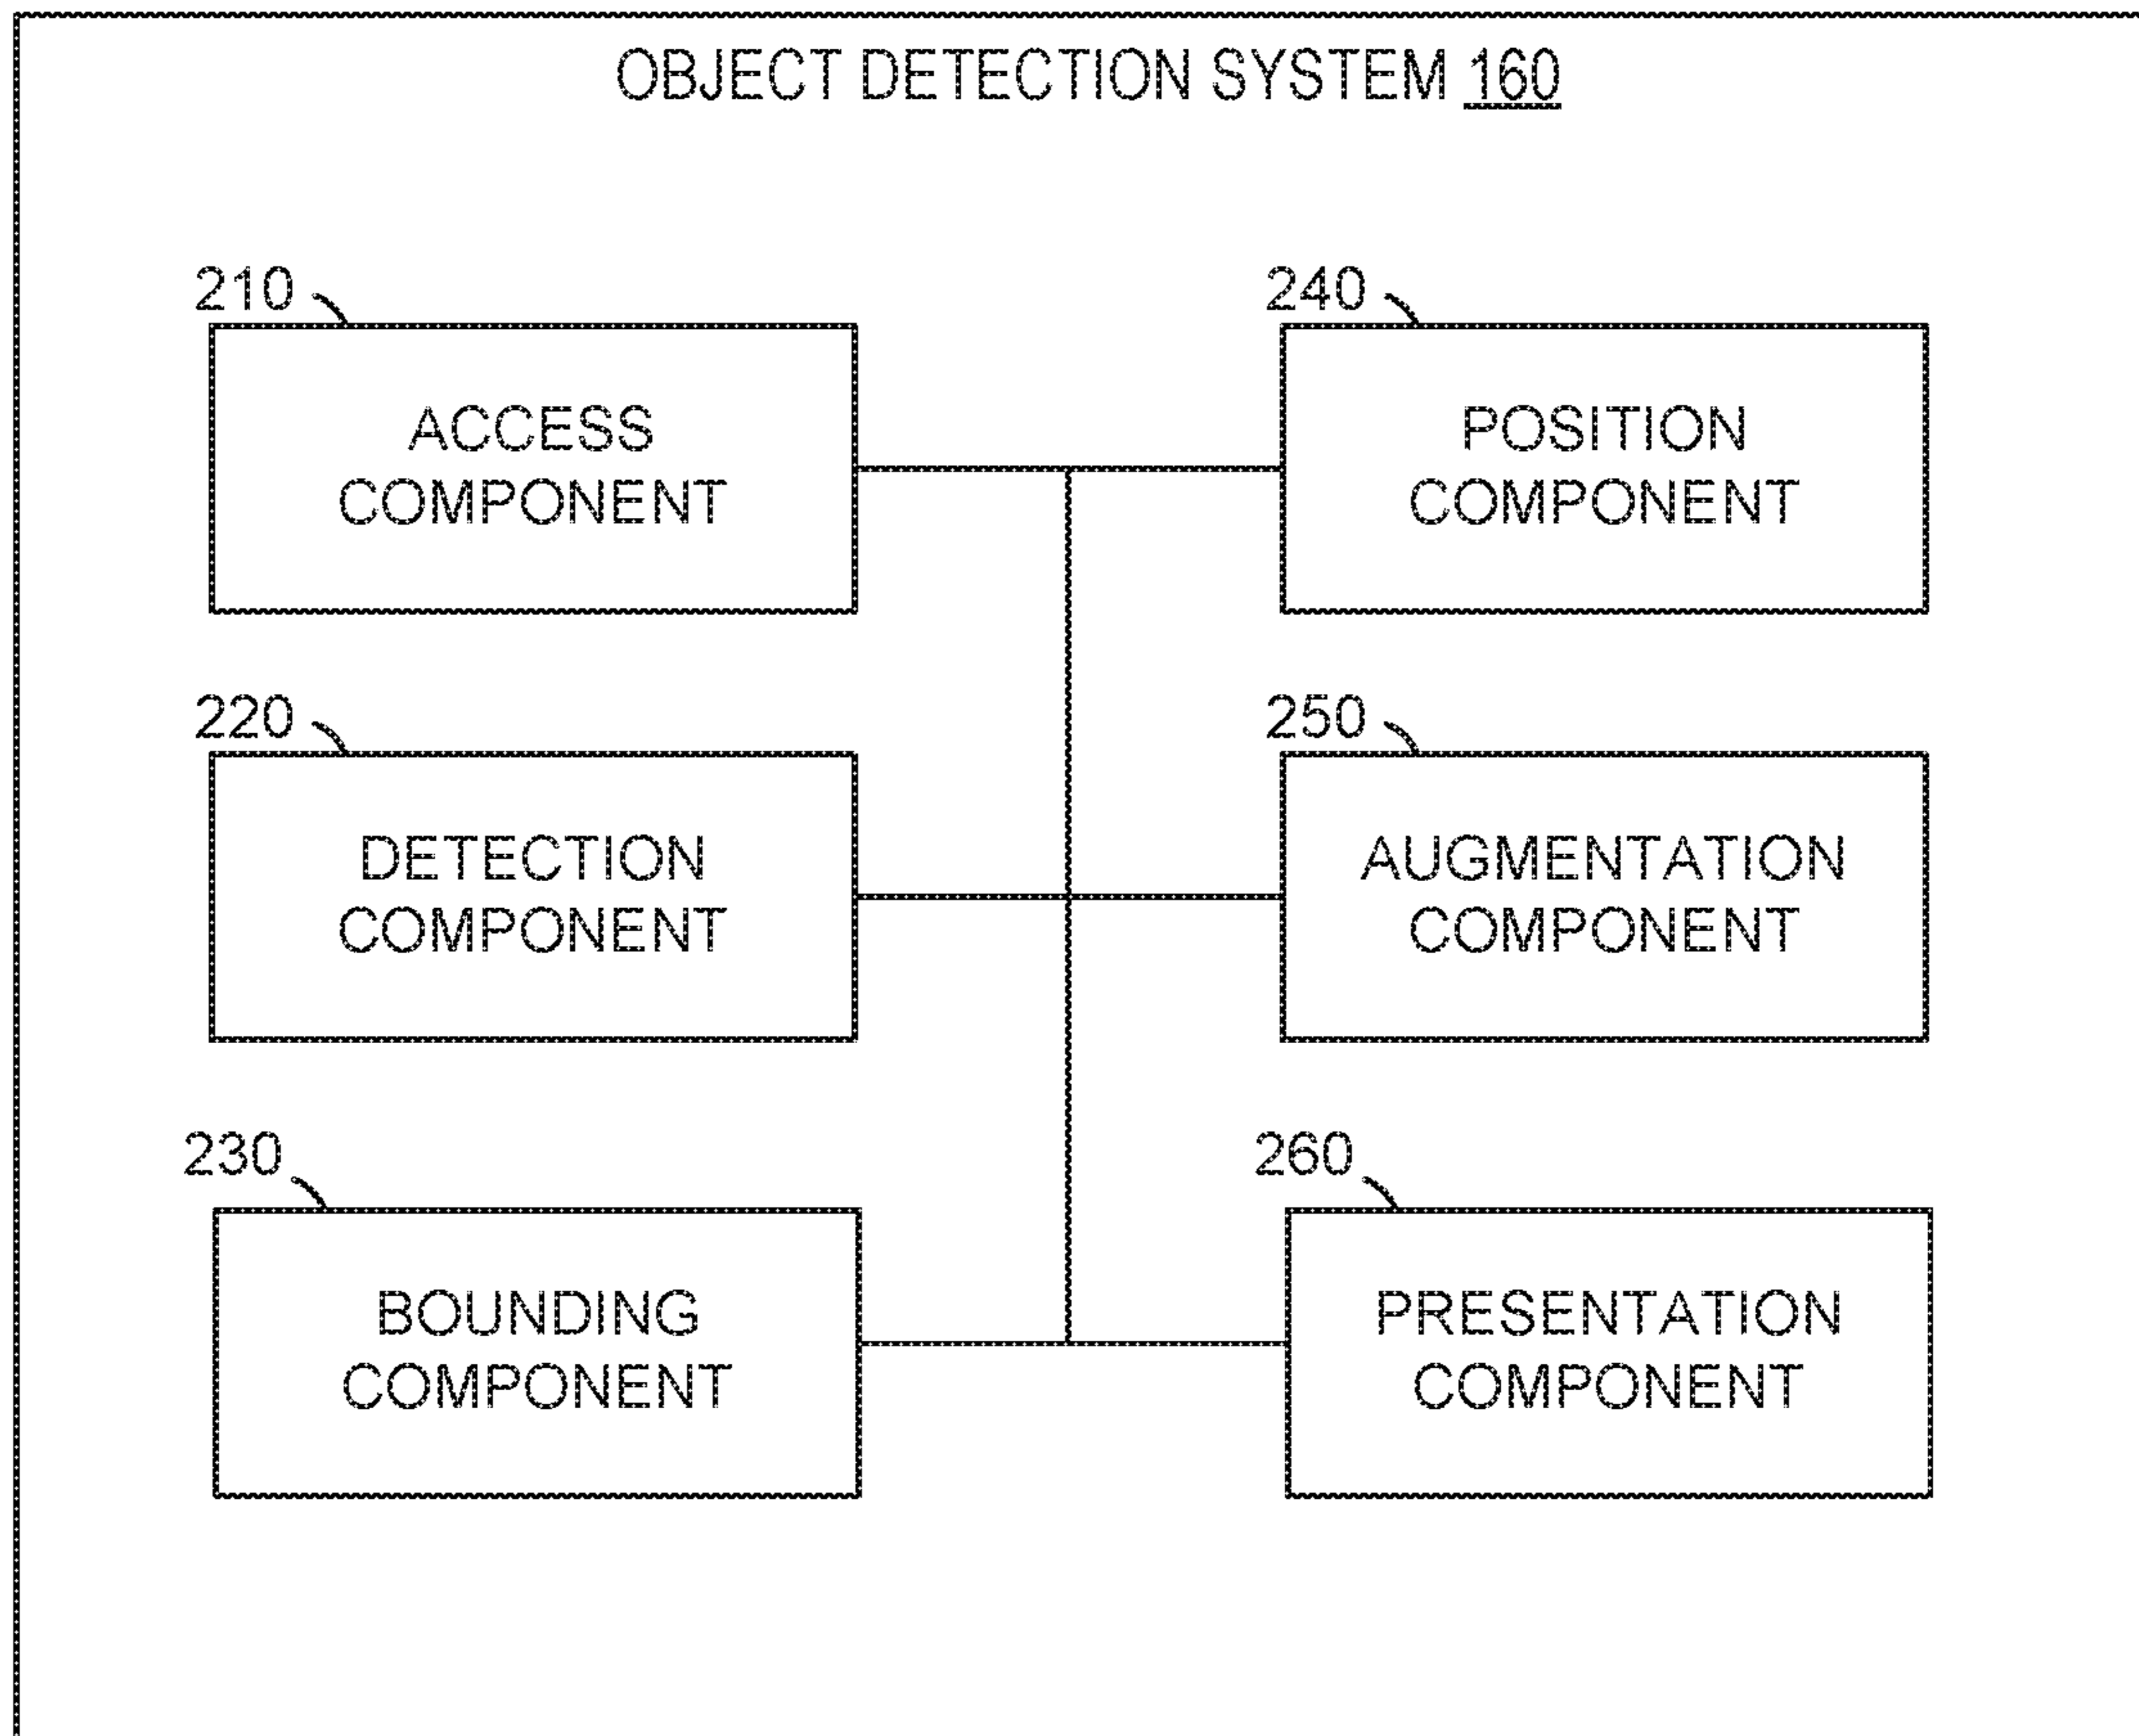 OBJECT DETECTION SYSTEM 160
210
ACCESS
COMPONENT
240
POSITION
COMPONENT
220
DETECTION
COMPONENT
250
AUGMENTATION
COMPONENT
230
BOUNDING
COMPONENT
260
PRESENTATION
COMPONENT